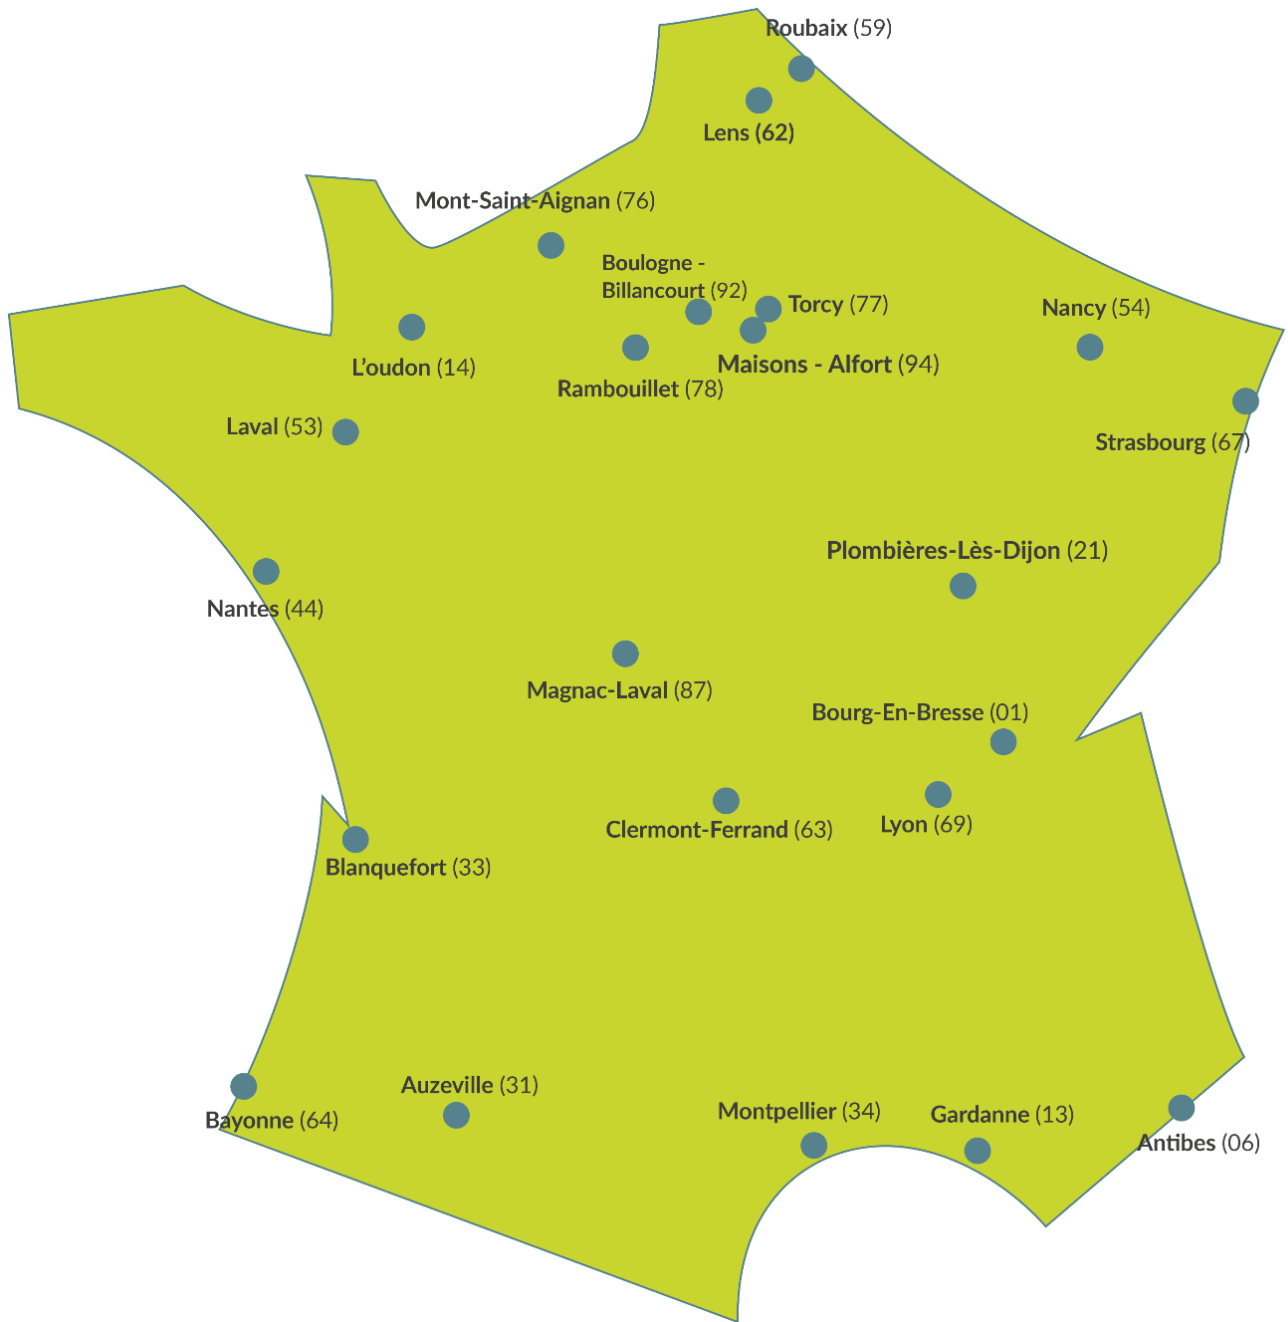 Roubaix (59)
Lens (62)
Mont-Saint-Aignan (76)
Boulogne -
Billancourt (92)
Torcy (77)
Nancy (54)
L'oudon (14)
Maisons - Alfort (94)
Rambouillet (78)
Laval (53)
Strasbourg (67)
Plombières-Lès-Dijon (21)
Nantes (44)
Magnac-Laval (87)
Bourg-En-Bresse (01)
Clermont-Ferrand (63)
Lyon (69)
Blanquefort (33)
Auzeville (31)
Bayonne (64)
Montpellier (34)
Gardanne (13)
Antibes (06)